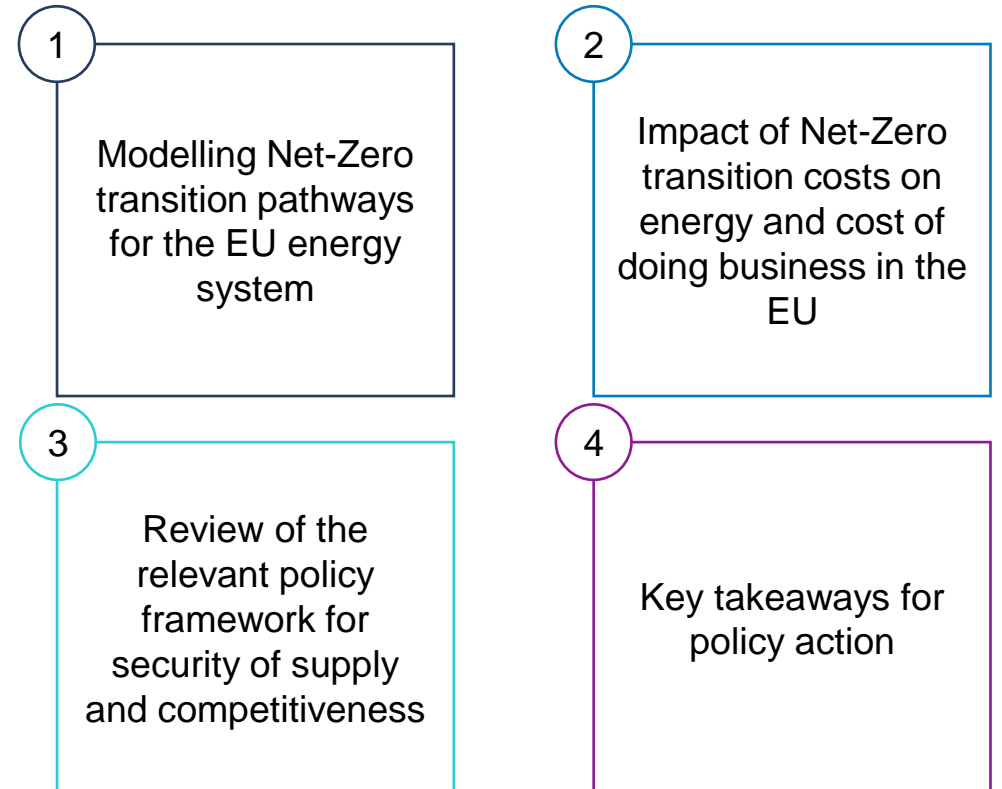 1
Modelling Net-Zero
transition pathways
for the EU energy
system
2
Impact of Net-Zero
transition costs on
energy and cost of
doing business in the
EU
3
Review of the
relevant policy
framework for
security of supply
and competitiveness
4
Key takeaways for
policy action